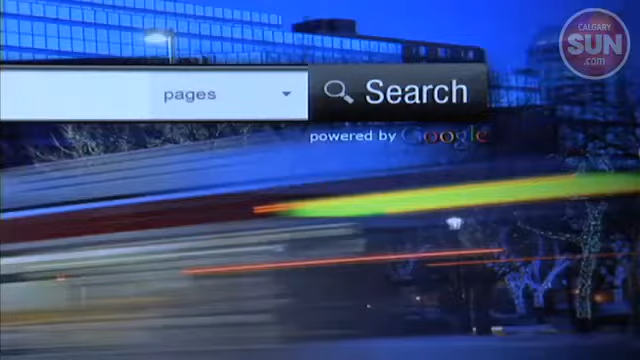 CALGARY
SUN
.com
pages
Search
powered by Google